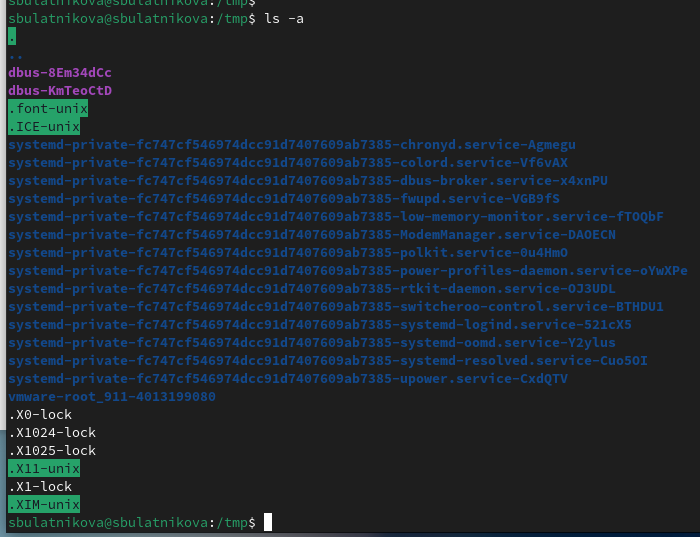 sbulatnikova@sbulatnikova:/tmp$
sbulatnikova@sbulatnikova:/tmp$ ls -a
.
..
dbus-8Em34dCc
dbus-KmTeoCtD
.font-unix
.ICE-unix
systemd-private-fc747cf546974dcc91d7407609ab7385-chronyd.service-Agmegu
systemd-private-fc747cf546974dcc91d7407609ab7385-colord.service-Vf6vAX
systemd-private-fc747cf546974dcc91d7407609ab7385-dbus-broker.service-x4xnPU
systemd-private-fc747cf546974dcc91d7407609ab7385-fwupd.service-VGB9fS
systemd-private-fc747cf546974dcc91d7407609ab7385-low-memory-monitor.service-fTOQbF
systemd-private-fc747cf546974dcc91d7407609ab7385-ModemManager.service-DAOECN
systemd-private-fc747cf546974dcc91d7407609ab7385-polkit.service-0u4HmO
systemd-private-fc747cf546974dcc91d7407609ab7385-power-profiles-daemon.service-oYwXPe
systemd-private-fc747cf546974dcc91d7407609ab7385-rtkit-daemon.service-OJ3UDL
systemd-private-fc747cf546974dcc91d7407609ab7385-switcheroo-control.service-BTHDU1
systemd-private-fc747cf546974dcc91d7407609ab7385-systemd-logind.service-521cX5
systemd-private-fc747cf546974dcc91d7407609ab7385-systemd-oomd.service-Y2ylus
systemd-private-fc747cf546974dcc91d7407609ab7385-systemd-resolved.service-Cuo5OI
systemd-private-fc747cf546974dcc91d7407609ab7385-upower.service-CxdQTV
vmware-root_911-4013199080
.X0-lock
.X1024-lock
.X1025-lock
.X11-unix
.X1-lock
.XIM-unix
sbulatnikova@sbulatnikova:/tmp$